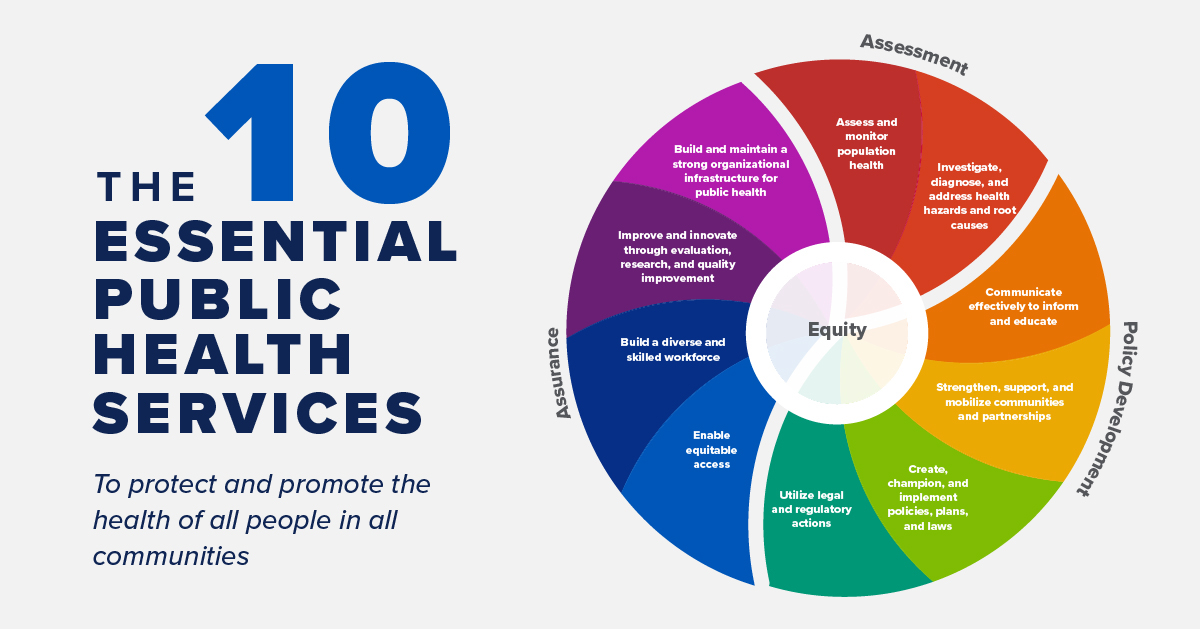 THE 10
ESSENTIAL
PUBLIC
HEALTH
SERVICES
To protect and promote the
health of all people in all
communities
Assessment
Assess and
monitor
population
health
Investigate,
diagnose, and
address health
hazards and root
causes
Policy Development
Communicate
effectively to inform
and educate
Strengthen, support, and
mobilize communities
and partnerships
Create,
champion, and
implement
policies, plans,
and laws
Utilize legal
and regulatory
actions
Assurance
Enable
equitable
access
Build a diverse and
skilled workforce
Improve and innovate
through evaluation,
research, and quality
improvement
Build and maintain a
strong organizational
infrastructure for
public health
Equity